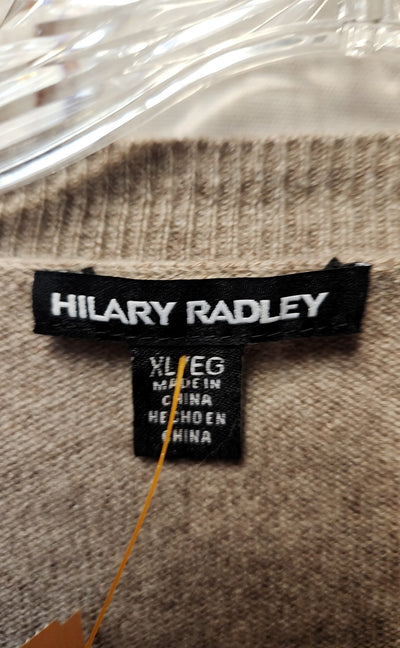 HILARY RADLEY
XL/EG
MADE IN
CHINA
HECHO EN
CHINA